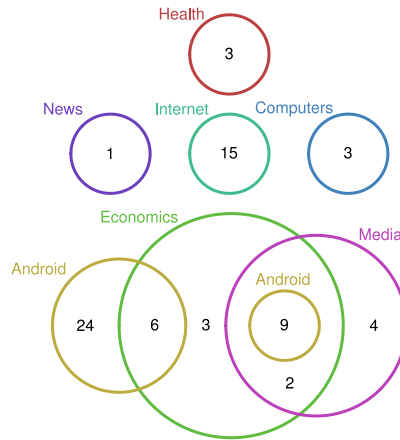 Health
3
News Internet Computers
1 15 3
Economics
Media
Android Android
24 6 3 9 4
2